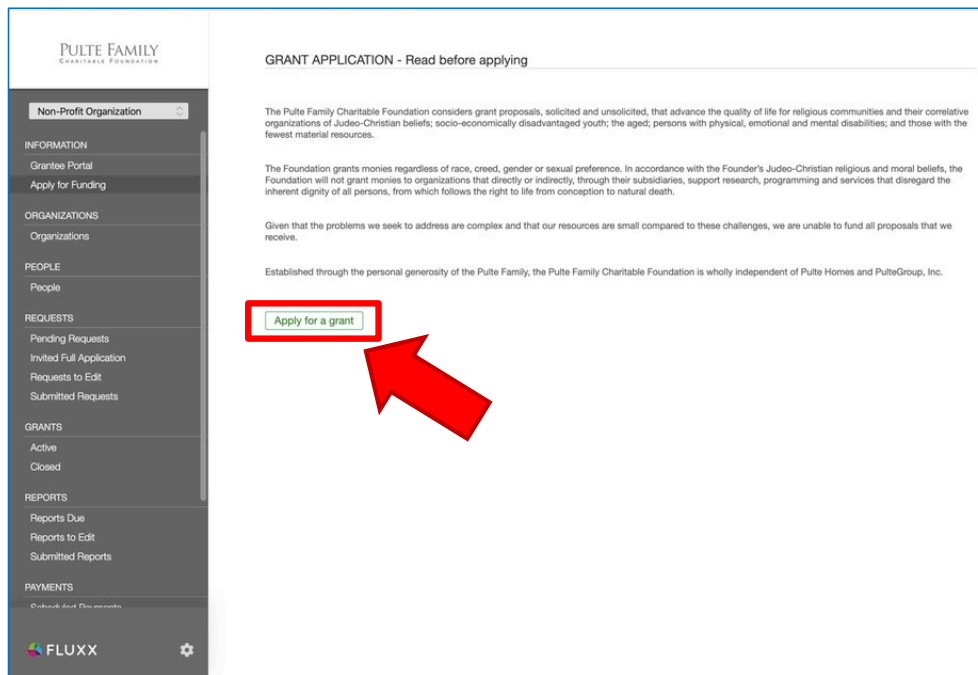 PULTE FAMILY
CHARITABLE FOUNDATION
Non-Profit Organization
INFORMATION
Grantee Portal
Apply for Funding
ORGANIZATIONS
Organizations
PEOPLE
People
REQUESTS
Pending Requests
Invited Full Application
Requests to Edit
Submitted Requests
GRANTS
Active
Closed
REPORTS
Reports Due
Reports to Edit
Submitted Reports
PAYMENTS
Scheduled Payments
FLUXX
GRANT APPLICATION - Read before applying
The Pulte Family Charitable Foundation considers grant proposals, solicited and unsolicited, that advance the quality of life for religious communities and their correlative
organizations of Judeo-Christian beliefs; socio-economically disadvantaged youth; the aged; persons with physical, emotional and mental disabilities; and those with the
fewest material resources.
The Foundation grants monies regardless of race, creed, gender or sexual preference. In accordance with the Founder's Judeo-Christian religious and moral beliefs, the
Foundation will not grant monies to organizations that directly or indirectly, through their subsidiaries, support research, programming and services that disregard the
inherent dignity of all persons, from which follows the right to life from conception to natural death.
Given that the problems we seek to address are complex and that our resources are small compared to these challenges, we are unable to fund all proposals that we
receive.
Established through the personal generosity of the Pulte Family, the Pulte Family Charitable Foundation is wholly independent of Pulte Homes and PulteGroup, Inc.
Apply for a grant